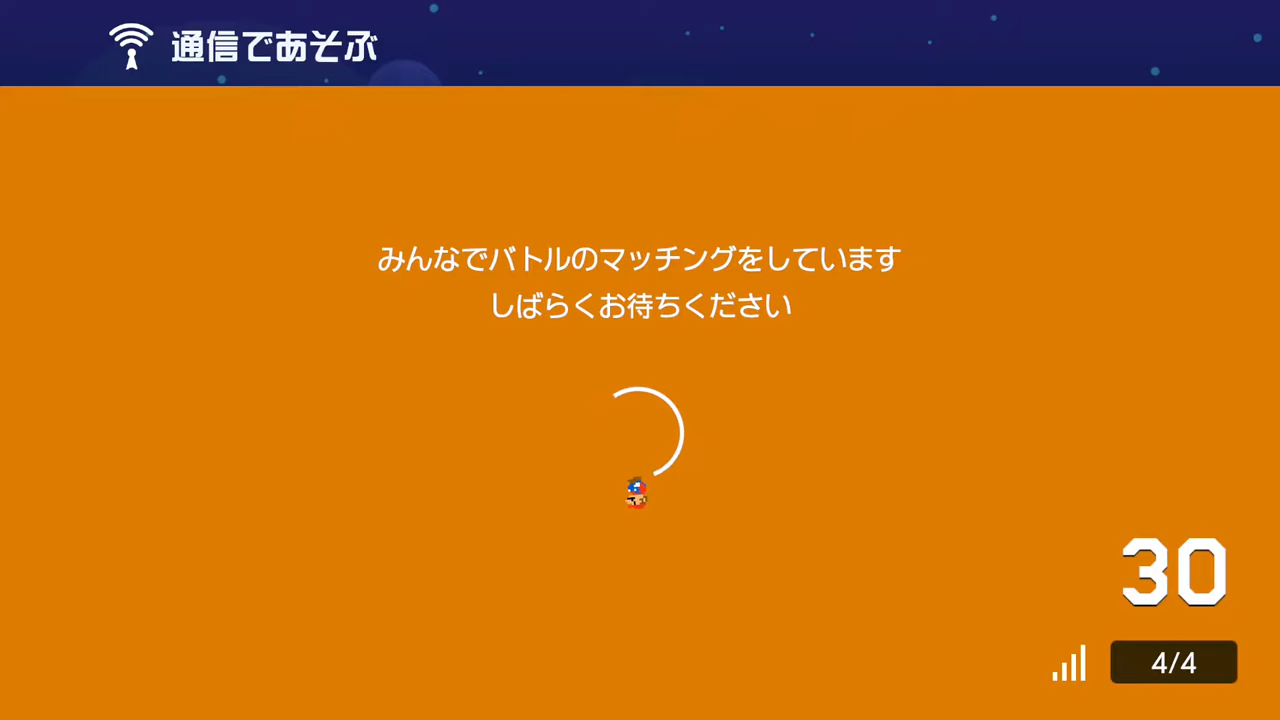 通信であそぶ
みんなでバトルのマッチングをしています
しばらくお待ちください
30
4/4